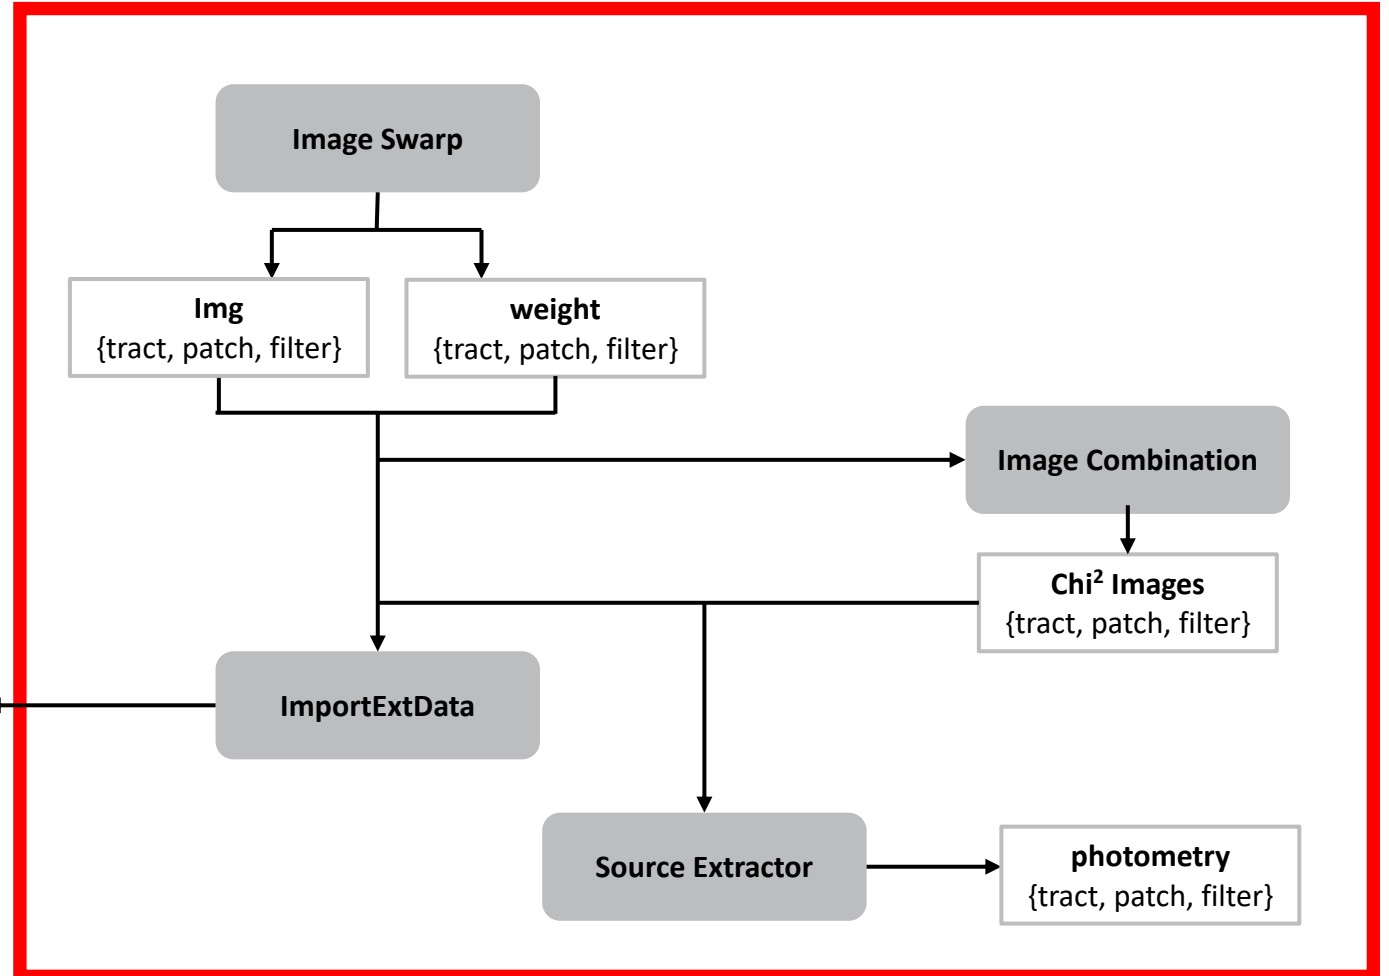 Image Swarp
Img
{tract, patch, filter}
weight
{tract, patch, filter}
Image Combination
Chi² Images
{tract, patch, filter}
ImportExtData
Source Extractor
photometry
{tract, patch, filter}